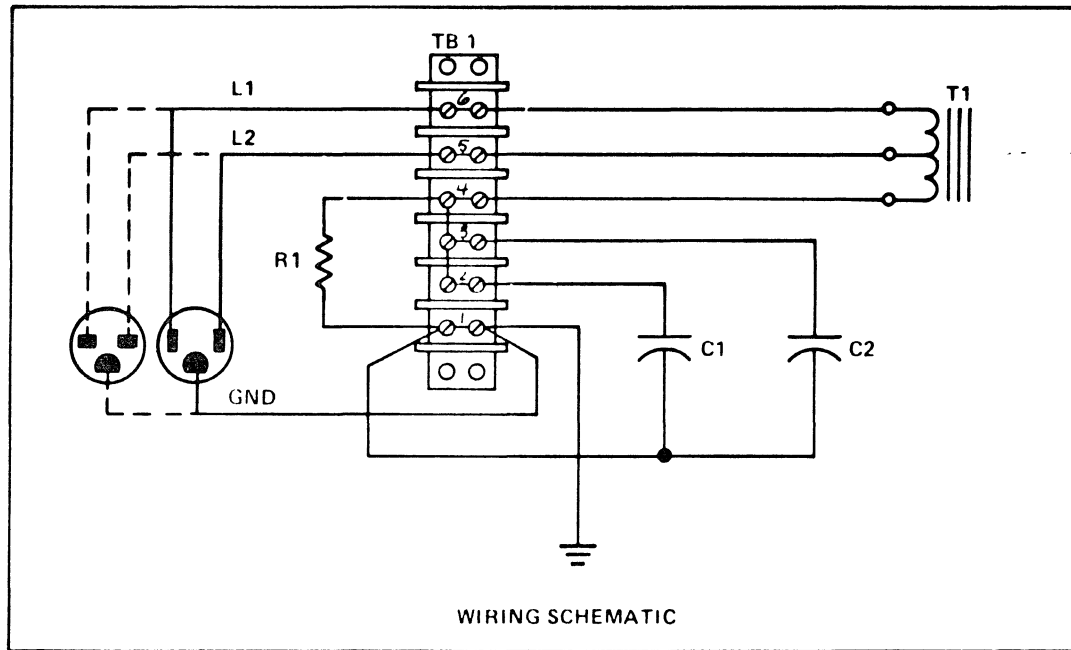 TB 1
L1
6
T1
L2
5
4
3
R1
2
1
C1
C2
GND
WIRING SCHEMATIC